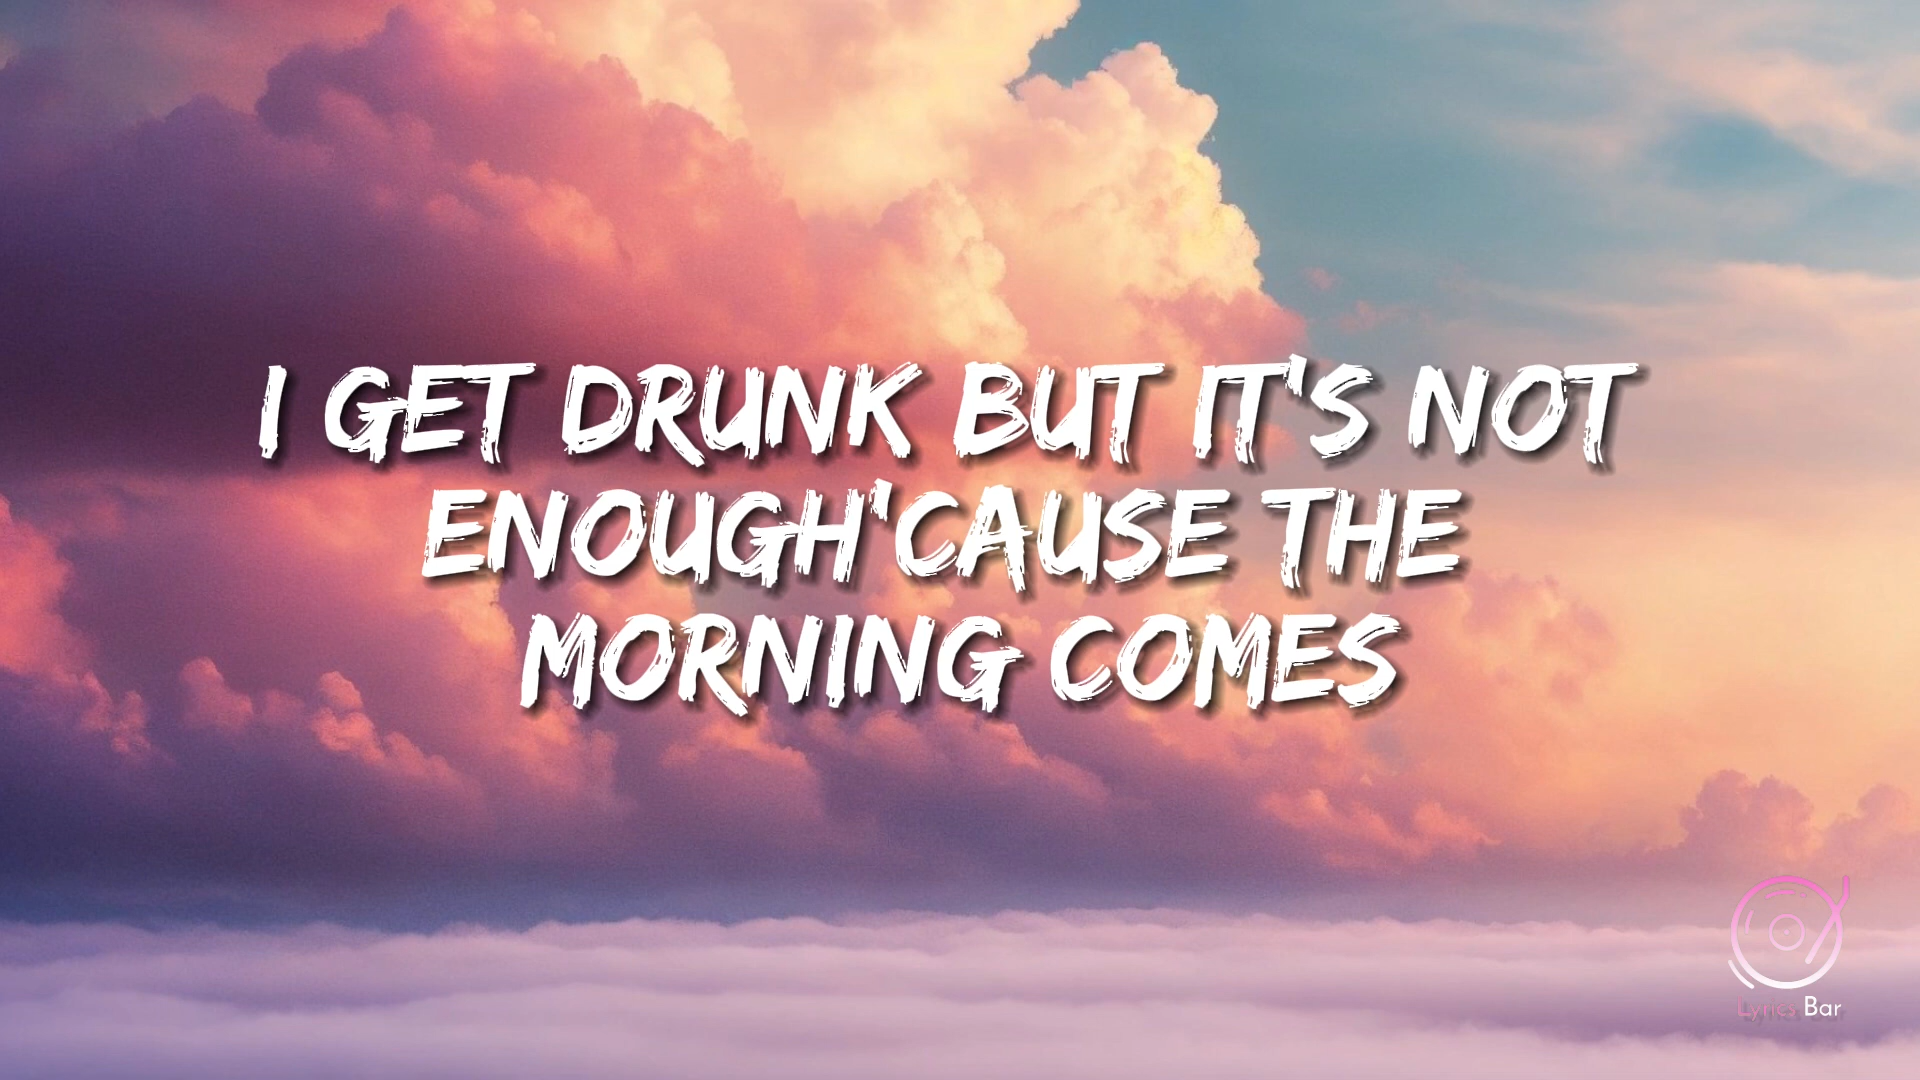 I GET DRUNK BUT IT'S NOT
ENOUGH'CAUSE THE
MORNING COMES
Lyrics Bar